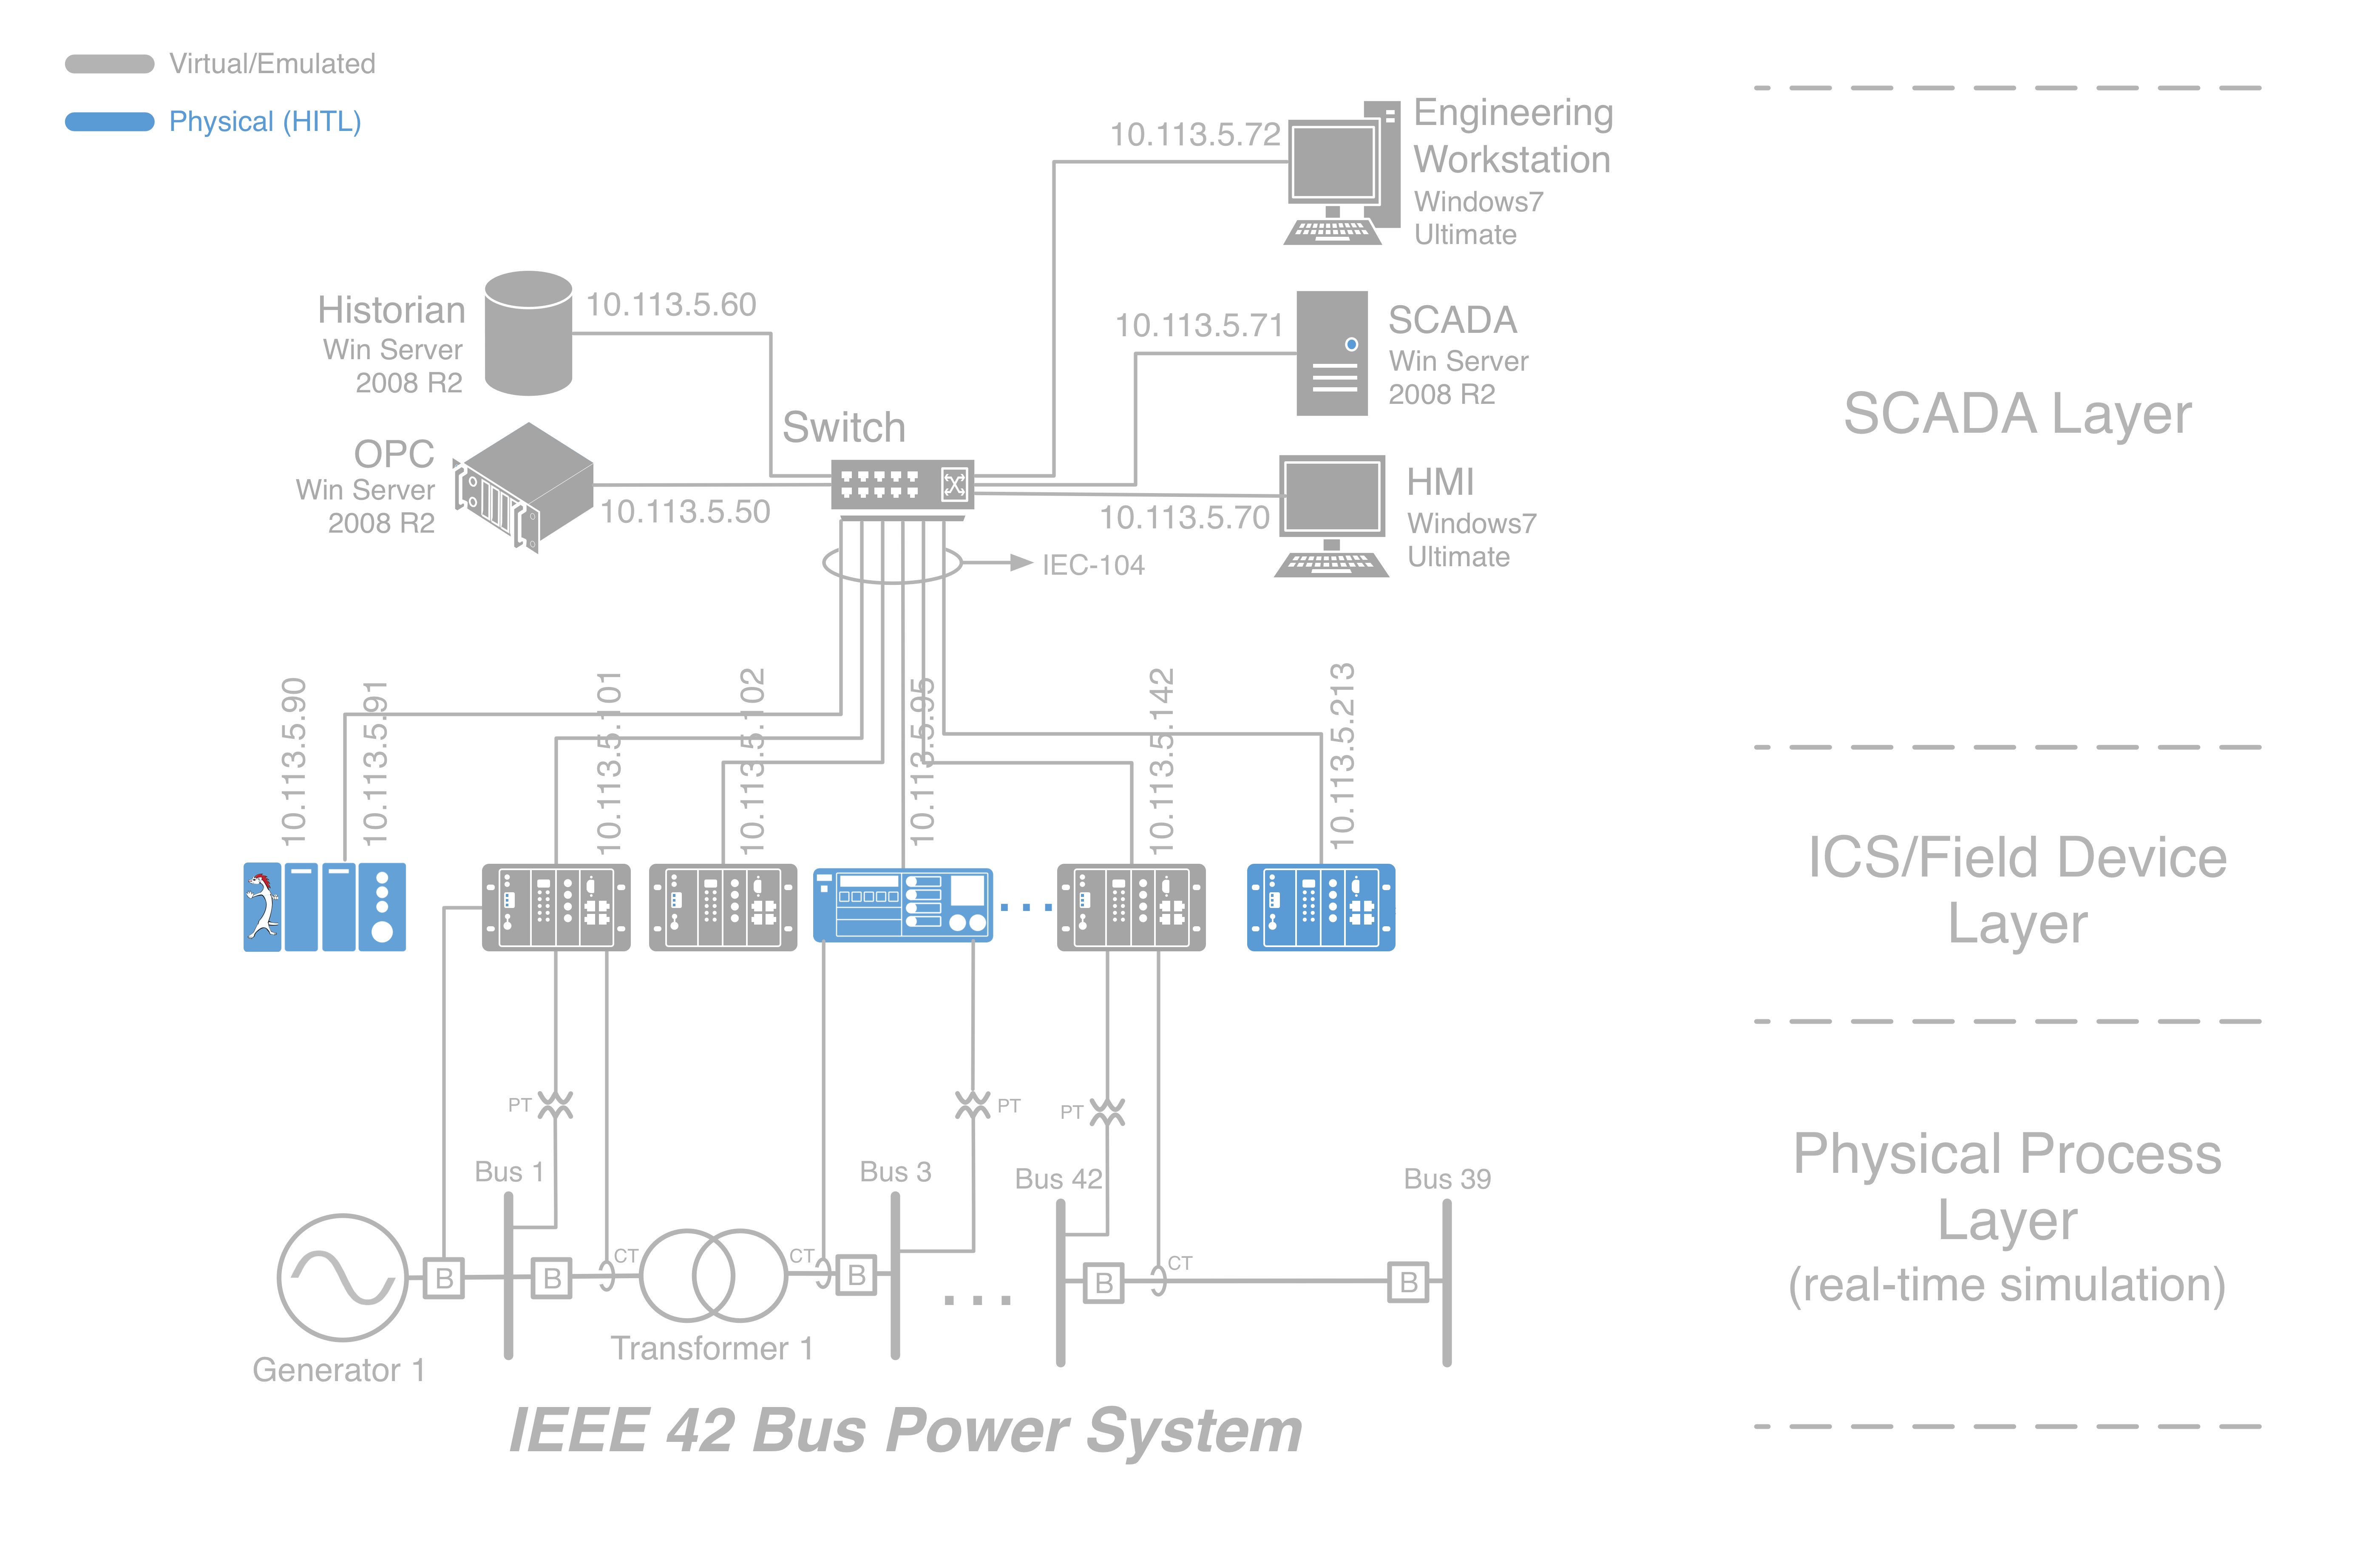 Virtual/Emulated
Physical (HITL)
10.113.5.72
Engineering
Workstation
Windows7
Ultimate
Historian
Win Server
2008 R2
10.113.5.60
10.113.5.71
SCADA
Win Server
2008 R2
SCADA Layer
Switch
OPC
Win Server
2008 R2
10.113.5.50
10.113.5.70
HMI
Windows7
Ultimate
IEC-104
10.113.5.90
10.113.5.91
10.113.5.101
10.113.5.102
10.113.5.95
10.113.5.142
10.113.5.213
ICS/Field Device
Layer
PT
PT
PT
Bus 1
Bus 3
Bus 42
Bus 39
Physical Process
Layer
(real-time simulation)
B
B
CT
CT
B
B
CT
B
Generator 1
Transformer 1
IEEE 42 Bus Power System